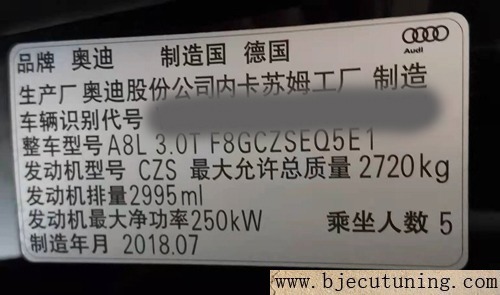 品牌 奥迪 制造国 德国
Audi
生产厂 奥迪股份公司内卡苏姆工厂 制造
车辆识别代号
整车型号 A8L 3.0T F8GCZSEQ5E1
发动机型号 CZS 最大允许总质量 2720kg
发动机排量 2995ml
发动机最大净功率 250kW 乘坐人数 5
制造年月 2018.07
www.bjecutuning.com